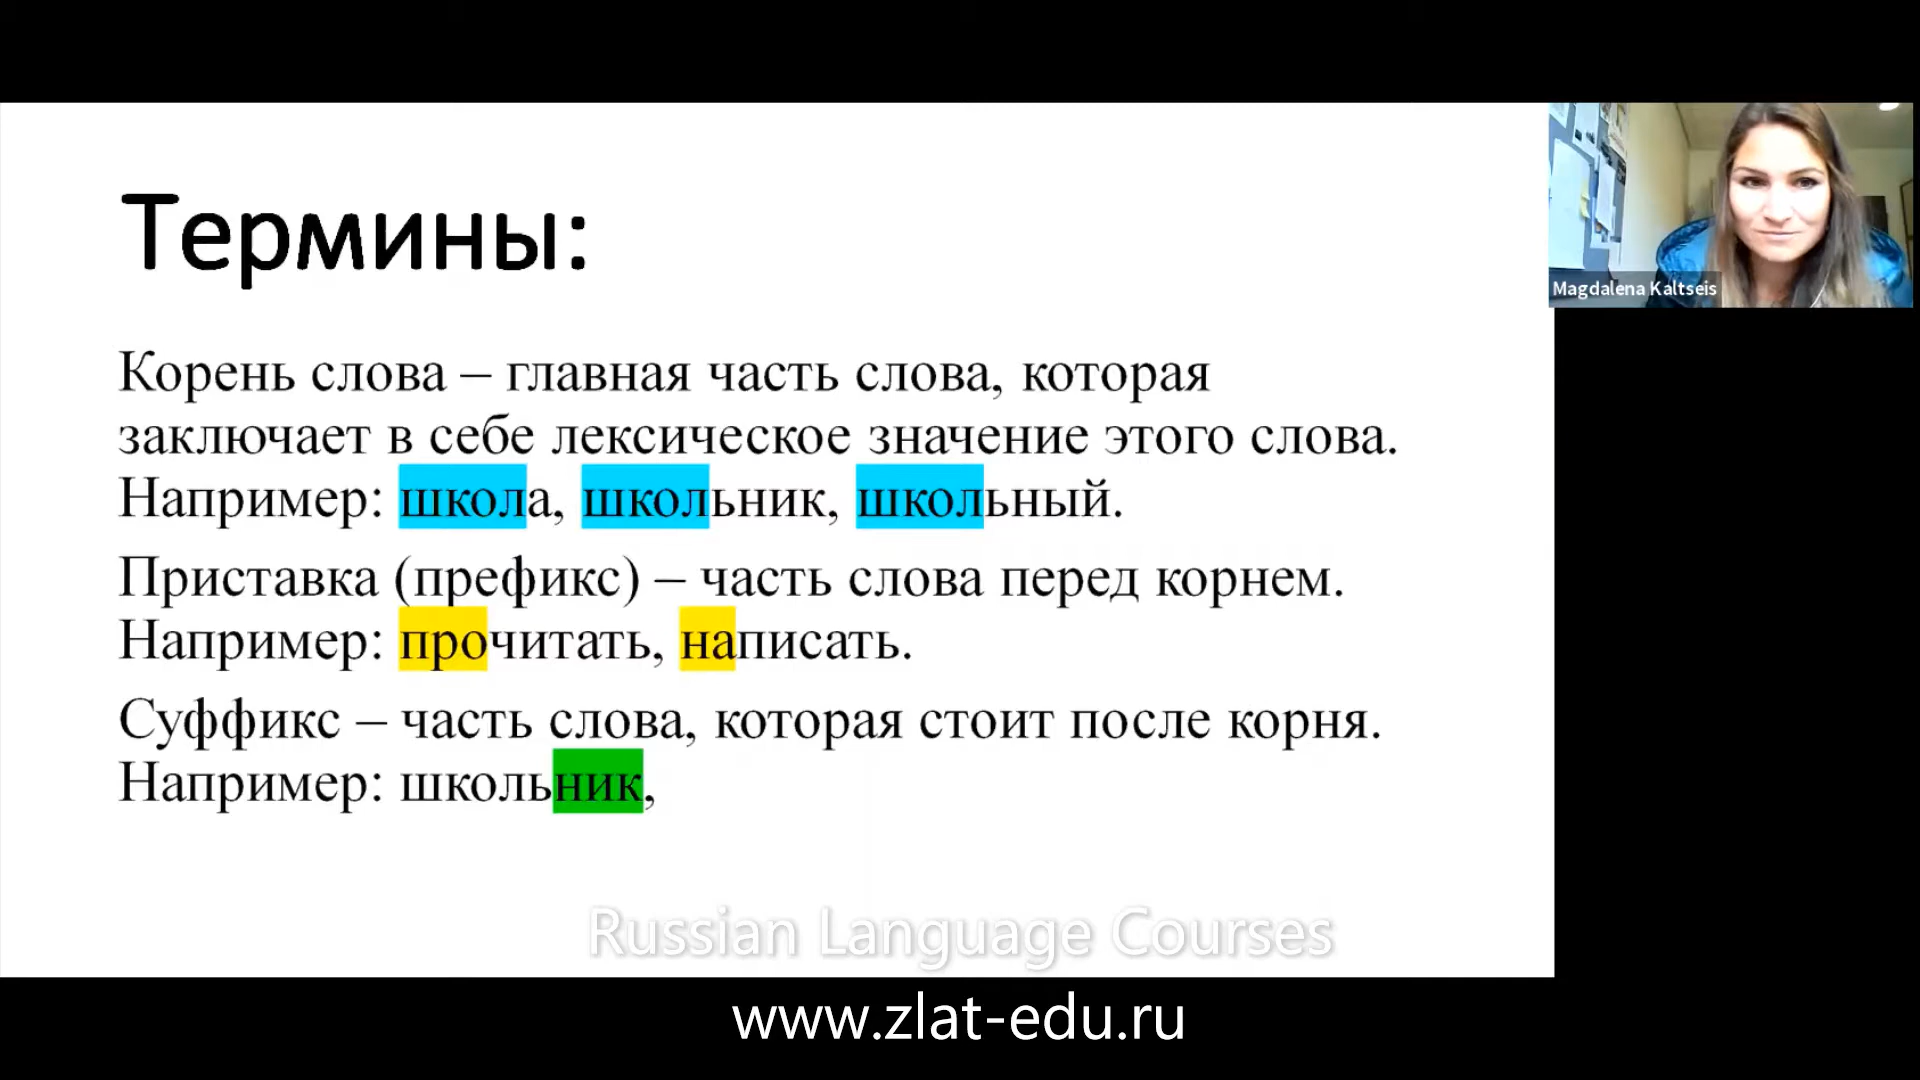 Термины:
Magdalena Kaltseis
Корень слова – главная часть слова, которая
заключает в себе лексическое значение этого слова.
Например: школа, школьник, школьный.
Приставка (префикс) – часть слова перед корнем.
Например: прочитать, написать.
Суффикс – часть слова, которая стоит после корня.
Например: школьник,
Russian Language Courses
www.zlat-edu.ru